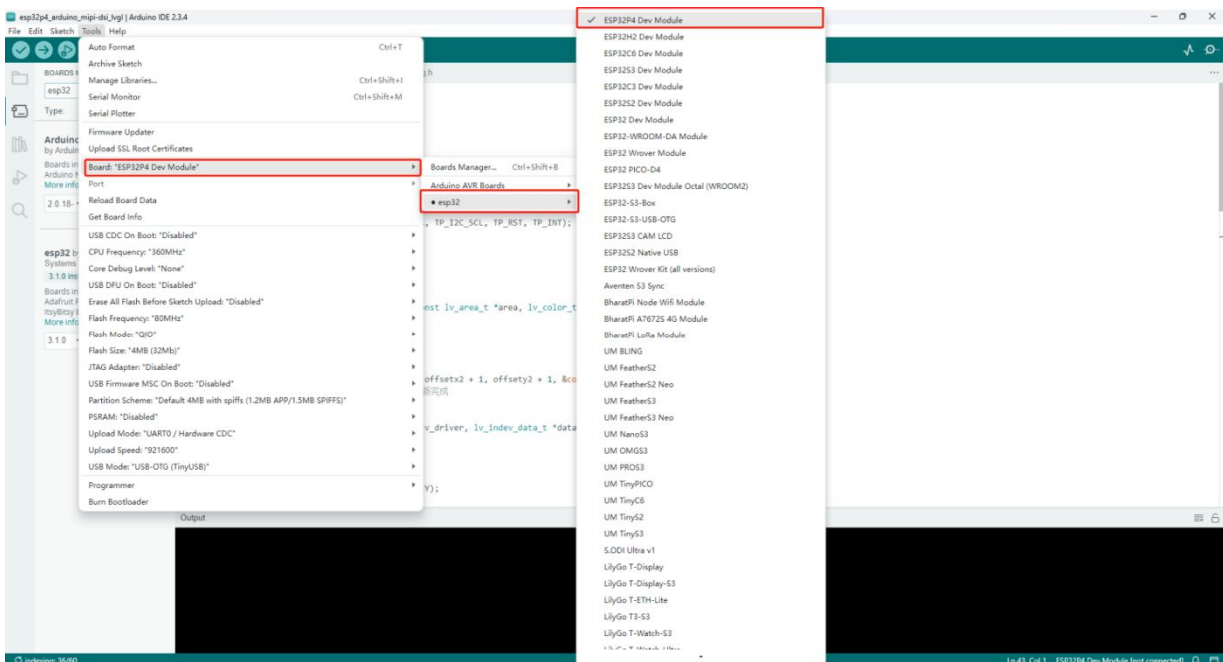 esp32p4_arduino_mipi-dsi_lvgl | Arduino IDE 2.3.4
File Edit Sketch Tools Help
BOARDS
esp32
Type:
Arduino
by Arduin
Boards in
Arduino
More info
2.0.18-
esp32 b
Systems
3.1.0 ins
Boards in
Adafruit F
ItsyBitsy E
More info
3.1.0
Auto Format Ctrl+T
Archive Sketch
Manage Libraries... Ctrl+Shift+I
Serial Monitor Ctrl+Shift+M
Serial Plotter
Firmware Updater
Upload SSL Root Certificates
Board: "ESP32P4 Dev Module"
Port
Reload Board Data
Get Board Info
USB CDC On Boot: "Disabled"
CPU Frequency: "360MHz"
Core Debug Level: "None"
USB DFU On Boot: "Disabled"
Erase All Flash Before Sketch Upload: "Disabled"
Flash Frequency: "80MHz"
Flash Mode: "QIO"
Flash Size: "4MB (32Mb)"
JTAG Adapter: "Disabled"
USB Firmware MSC On Boot: "Disabled"
Partition Scheme: "Default 4MB with spiffs (1.2MB APP/1.5MB SPIFFS)"
PSRAM: "Disabled"
Upload Mode: "UART0 / Hardware CDC"
Upload Speed: "921600"
USB Mode: "USB-OTG (TinyUSB)"
Programmer
Burn Bootloader
Boards Manager... Ctrl+Shift+B
Arduino AVR Boards
● esp32
, TP_I2C_SCL, TP_RST, TP_INT);
nst lv_area_t *area, lv_color_t
offsetx2 + 1, offsety2 + 1, &co
新完成
v_driver, lv_indev_data_t *data
Y);
✓ ESP32P4 Dev Module
ESP32H2 Dev Module
ESP32C6 Dev Module
ESP32S3 Dev Module
ESP32C3 Dev Module
ESP32S2 Dev Module
ESP32 Dev Module
ESP32-WROOM-DA Module
ESP32 Wrover Module
ESP32 PICO-D4
ESP32S3 Dev Module Octal (WROOM2)
ESP32-S3-Box
ESP32-S3-USB-OTG
ESP32S3 CAM LCD
ESP32S2 Native USB
ESP32 Wrover Kit (all versions)
Aventen S3 Sync
BharatPi Node Wifi Module
BharatPi A7672S 4G Module
BharatPi LoRa Module
UM BLING
UM FeatherS2
UM FeatherS2 Neo
UM FeatherS3
UM FeatherS3 Neo
UM NanoS3
UM OMGS3
UM PROS3
UM TinyPICO
UM TinyC6
UM TinyS2
UM TinyS3
S.ODI Ultra v1
LilyGo T-Display
LilyGo T-Display-S3
LilyGo T-ETH-Lite
LilyGo T3-S3
LilyGo T-Watch-S3
Output
indexing: 36/60
Ln 43, Col 1 ESP32P4 Dev Module [not connected]